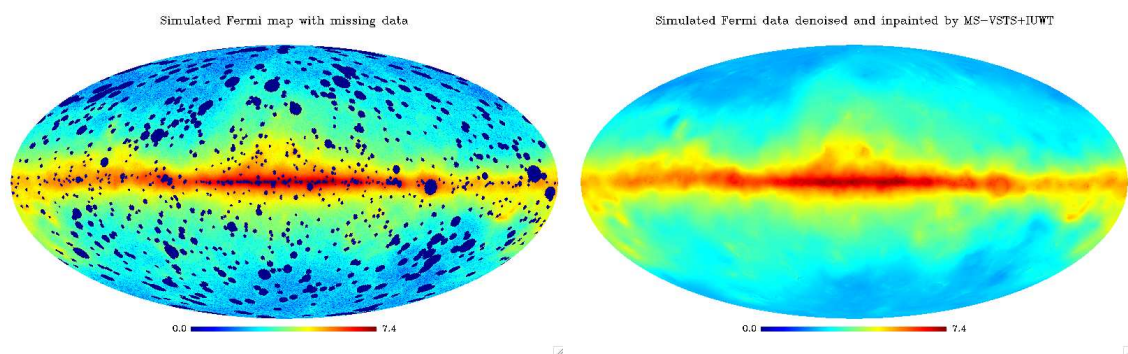 Simulated Fermi map with missing data
Simulated Fermi data denoised and inpainted by MS-VSTS+IUWT
0.0 7.4
0.0 7.4